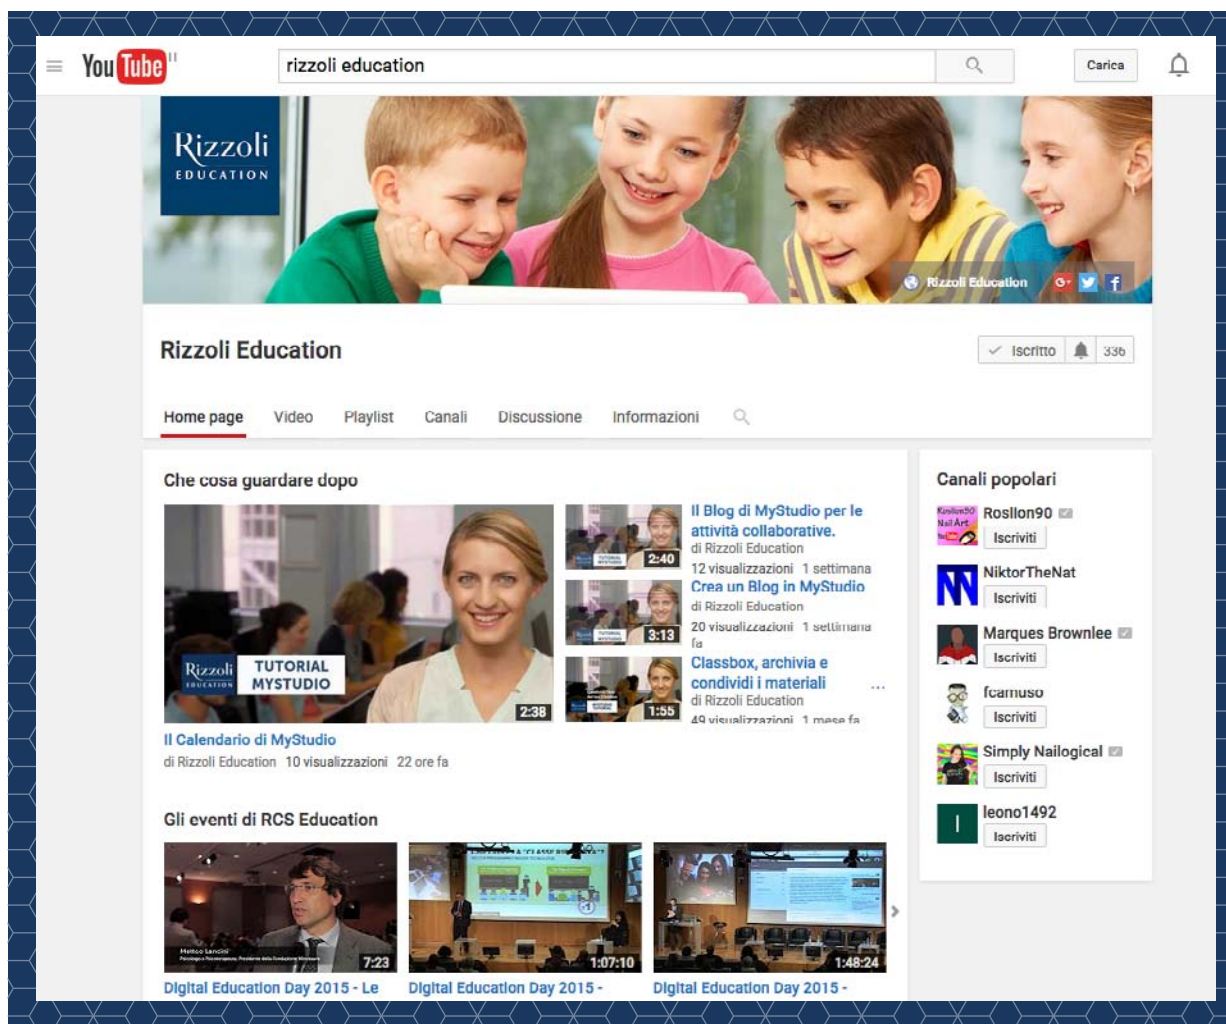 YouTube IT
rizzoli education
Carica
Rizzoli
EDUCATION
Rizzoli Education
Rizzoli Education
Iscritto
336
Home page
Video
Playlist
Canali
Discussione
Informazioni
Che cosa guardare dopo
Rizzoli
EDUCATION
TUTORIAL
MYSTUDIO
2:38
Il Calendario di MyStudio
di Rizzoli Education 10 visualizzazioni 22 ore fa
2:40
Il Blog di MyStudio per le
attività collaborative.
di Rizzoli Education
12 visualizzazioni 1 settimana
3:13
Crea un Blog in MyStudio
di Rizzoli Education
20 visualizzazioni 1 settimana
fa
1:55
Classbox, archivia e
condividi i materiali
...
di Rizzoli Education
49 visualizzazioni 1 mese fa
Gli eventi di RCS Education
Matteo Lancini
7:23
Digital Education Day 2015 - Le
1:07:10
Digital Education Day 2015 -
1:48:24
Digital Education Day 2015 -
Canali popolari
Nail Art
Roslion90
Iscriviti
NiktorTheNat
Iscriviti
Marques Brownlee
Iscriviti
fcamuso
Iscriviti
Simply Nailogical
Iscriviti
l
leono1492
Iscriviti